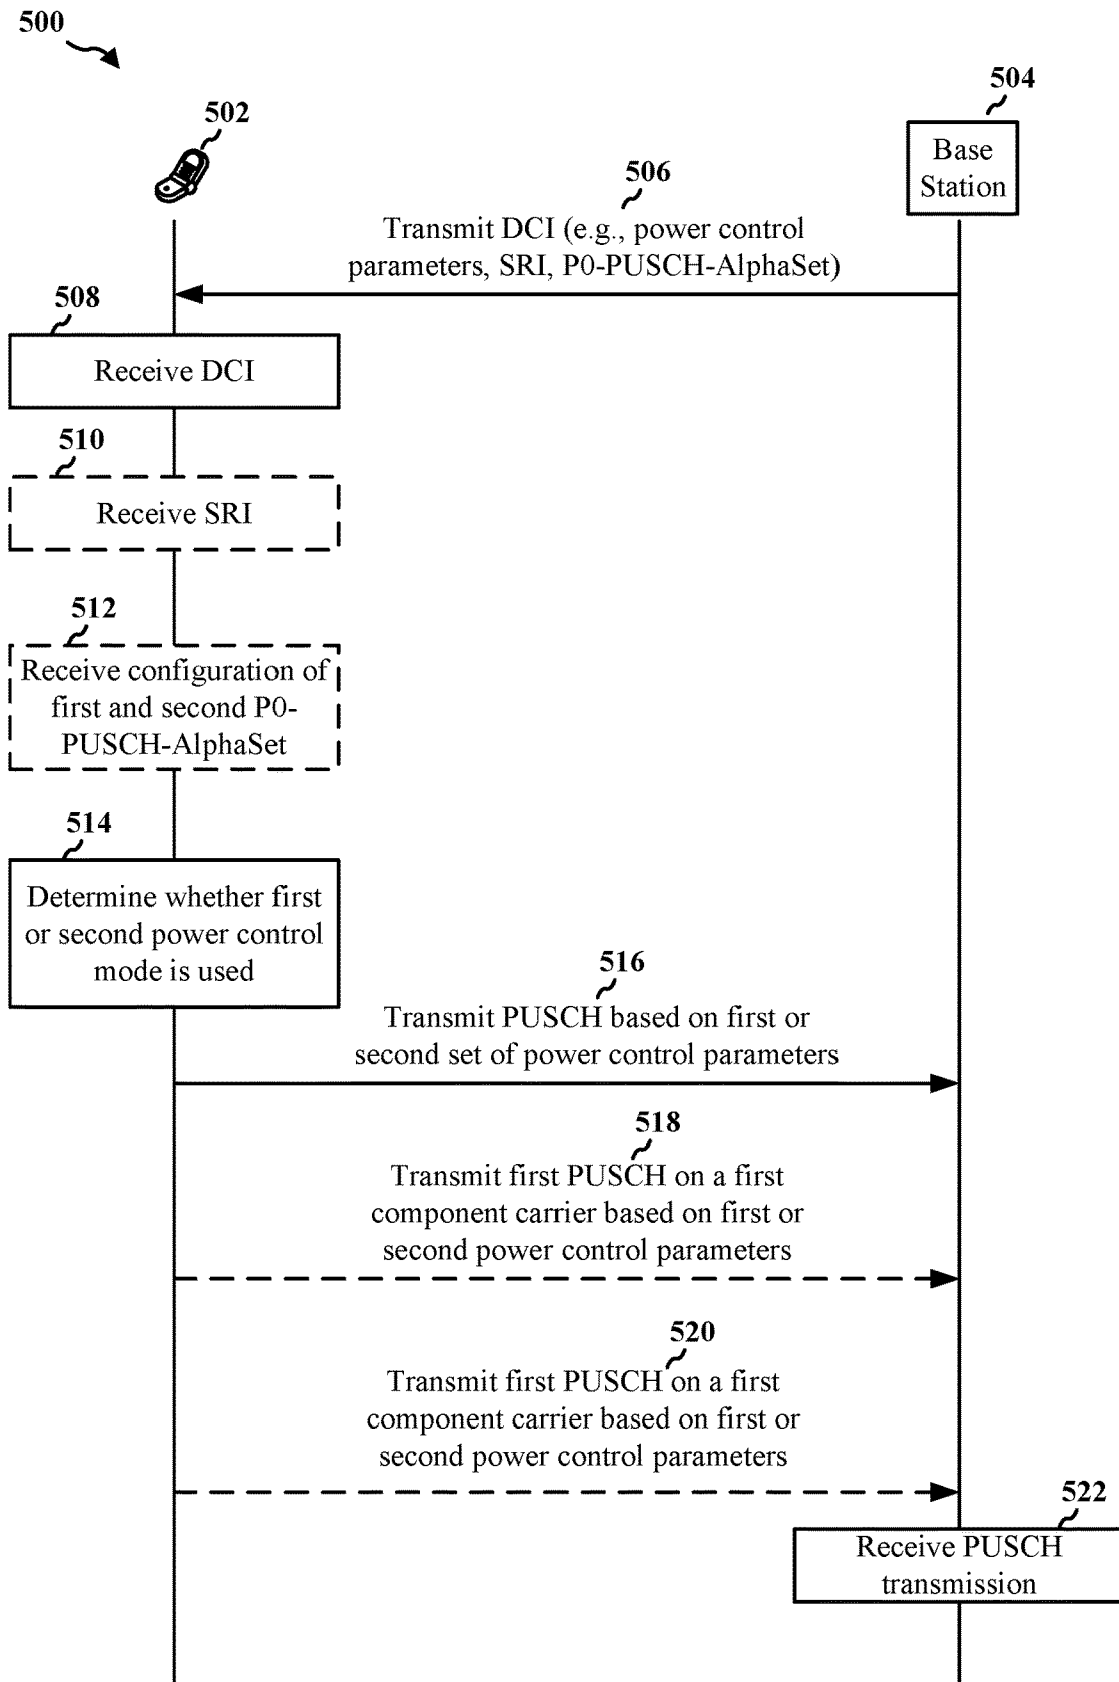 500
502
504
Base
Station
506
Transmit DCI (e.g., power control
parameters, SRI, P0-PUSCH-AlphaSet)
508
Receive DCI
510
Receive SRI
512
Receive configuration of
first and second P0-
PUSCH-AlphaSet
514
Determine whether first
or second power control
mode is used
516
Transmit PUSCH based on first or
second set of power control parameters
518
Transmit first PUSCH on a first
component carrier based on first or
second power control parameters
520
Transmit first PUSCH on a first
component carrier based on first or
second power control parameters
522
Receive PUSCH
transmission